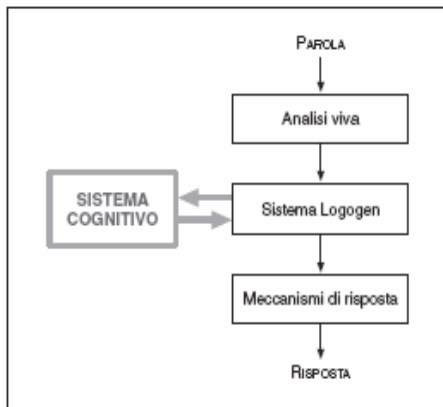 PAROLA
Analisi viva
SISTEMA
COGNITIVO
Sistema Logogen
Meccanismi di risposta
RISPOSTA